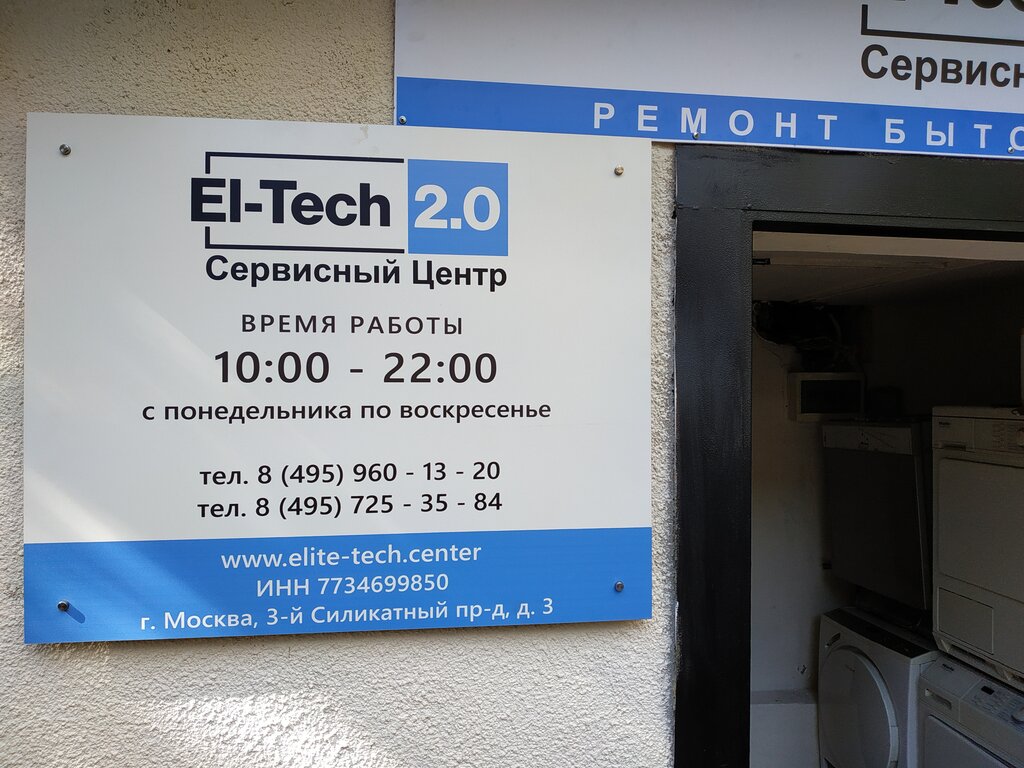 El-Tech 2.0
Сервисный Центр
ВРЕМЯ РАБОТЫ
10:00 - 22:00
с понедельника по воскресенье
тел. 8 (495) 960 - 13 - 20
тел. 8 (495) 725 - 35 - 84
www.elite-tech.center
ИНН 7734699850
г. Москва, 3-й Силикатный пр-д, д. 3
Сервисн
РЕМОНТ БЫТО